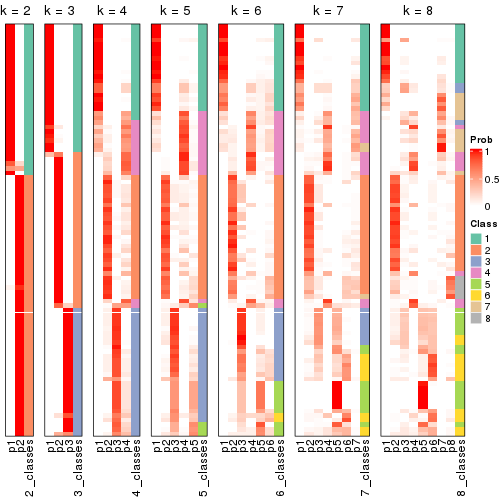 k = 2 k = 3 k = 4 k = 5 k = 6 k = 7 k = 8
Prob
1
0.5
0
Class
1
2
3
4
5
6
7
8
p1 p2 2_classes
p1 p2 p3 3_classes
p1 p2 p3 p4 4_classes
p1 p2 p3 p4 p5 5_classes
p1 p2 p3 p4 p5 p6 6_classes
p1 p2 p3 p4 p5 p6 p7 7_classes
p1 p2 p3 p4 p5 p6 p7 p8 8_classes